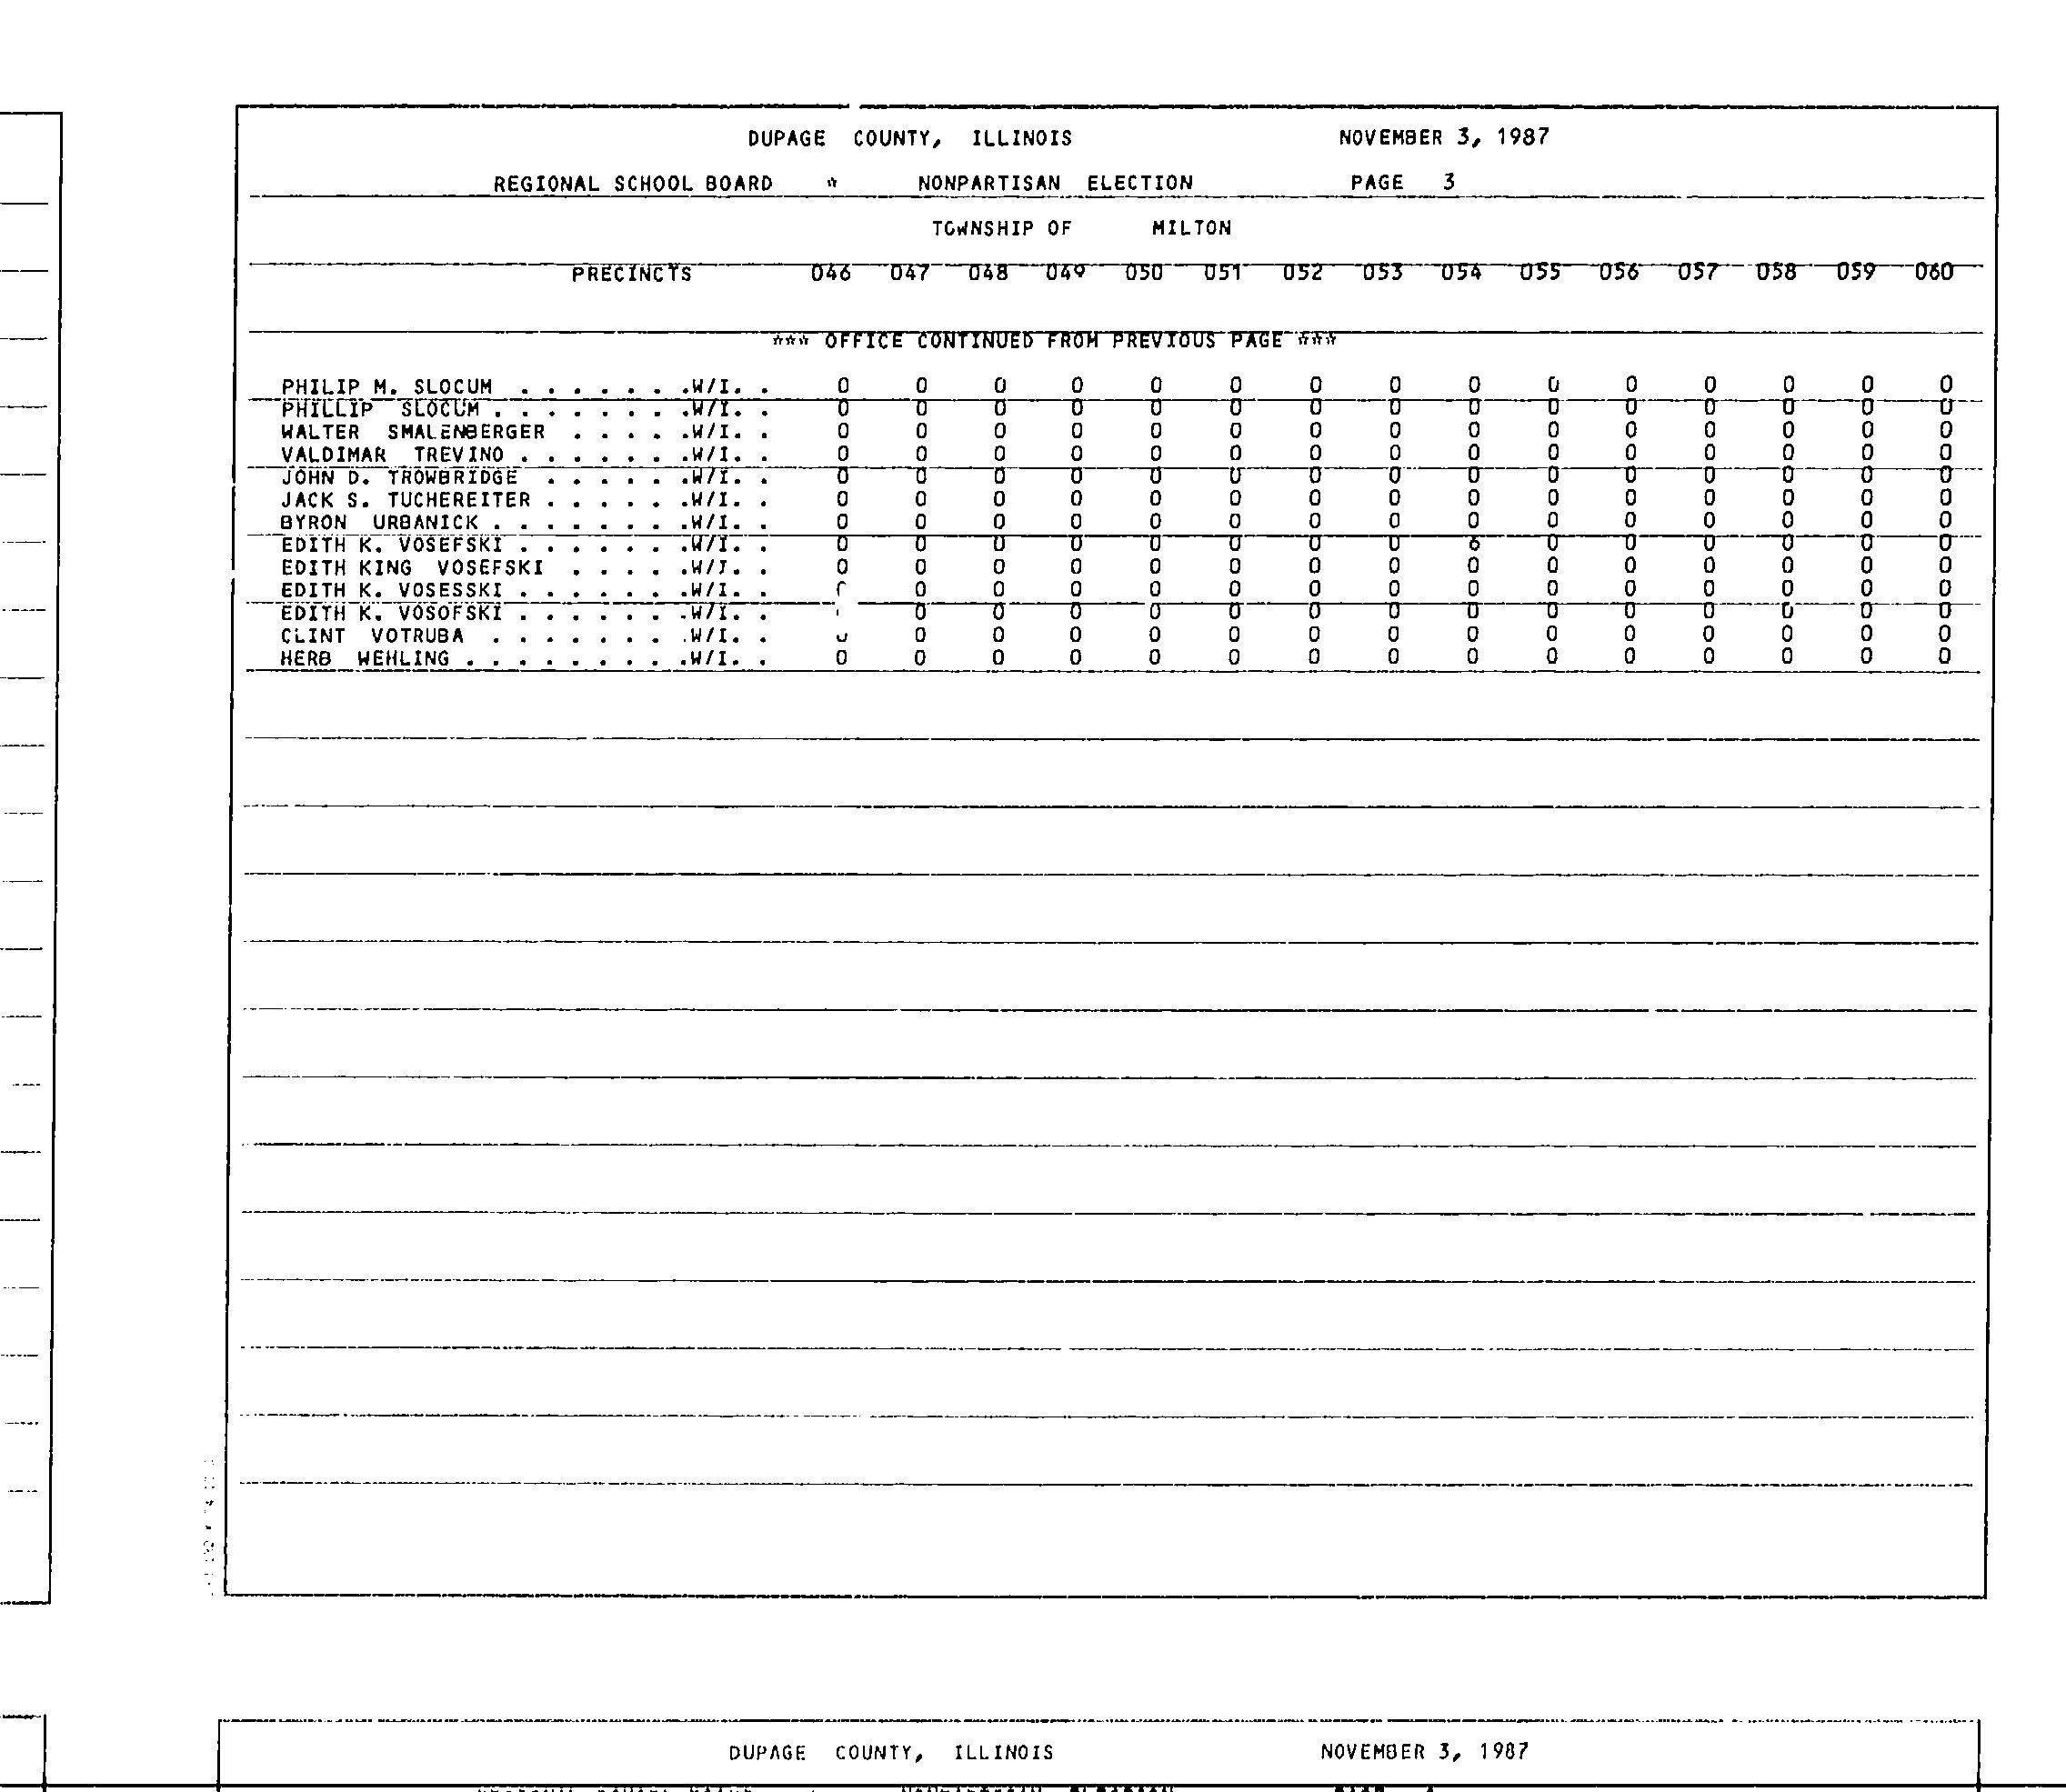 DUPAGE COUNTY, ILLINOIS NOVEMBER 3, 1987
REGIONAL SCHOOL BOARD * NONPARTISAN ELECTION PAGE 3
TOWNSHIP OF MILTON
PRECINCTS 046 047 048 049 050 051 052 053 054 055 056 057 058 059 060
*** OFFICE CONTINUED FROM PREVIOUS PAGE ***
PHILIP M. SLOCUM . . . . . . .W/I. . 0 0 0 0 0 0 0 0 0 0 0 0 0 0 0
PHILLIP SLOCUM . . . . . . . .W/I. . 0 0 0 0 0 0 0 0 0 0 0 0 0 0 0
WALTER SMALENBERGER . . . . .W/I. . 0 0 0 0 0 0 0 0 0 0 0 0 0 0 0
VALDIMAR TREVINO . . . . . . .W/I. . 0 0 0 0 0 0 0 0 0 0 0 0 0 0 0
JOHN D. TROWBRIDGE . . . . . .W/I. . 0 0 0 0 0 0 0 0 0 0 0 0 0 0 0
JACK S. TUCHEREITER . . . . . .W/I. . 0 0 0 0 0 0 0 0 0 0 0 0 0 0 0
BYRON URBANICK . . . . . . . .W/I. . 0 0 0 0 0 0 0 0 0 0 0 0 0 0 0
EDITH K. VOSEFSKI . . . . . . .W/I. . 0 0 0 0 0 0 0 0 6 0 0 0 0 0 0
EDITH KING VOSEFSKI . . . . .W/I. . 0 0 0 0 0 0 0 0 0 0 0 0 0 0 0
EDITH K. VOSESSKI . . . . . . .W/I. . 0 0 0 0 0 0 0 0 0 0 0 0 0 0
EDITH K. VOSOFSKI . . . . . . .W/I. . 0 0 0 0 0 0 0 0 0 0 0 0 0 0
CLINT VOTRUBA . . . . . . . .W/I. . 0 0 0 0 0 0 0 0 0 0 0 0 0 0 0
HERB WEHLING . . . . . . . . .W/I. . 0 0 0 0 0 0 0 0 0 0 0 0 0 0 0
DUPAGE COUNTY, ILLINOIS NOVEMBER 3, 1987